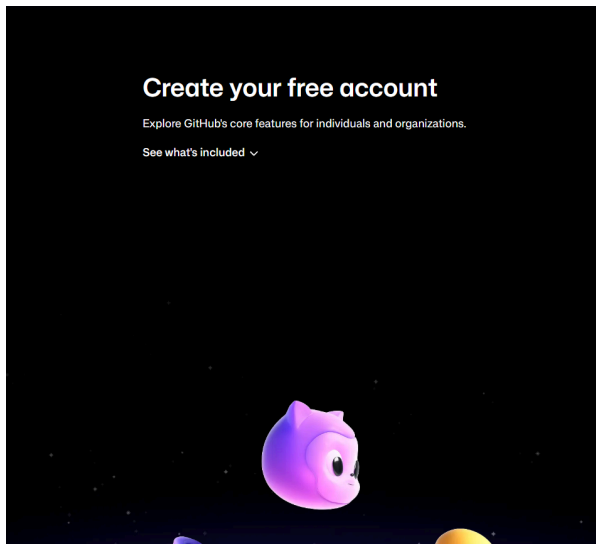 Create your free account
Explore GitHub's core features for individuals and organizations.
See what's included